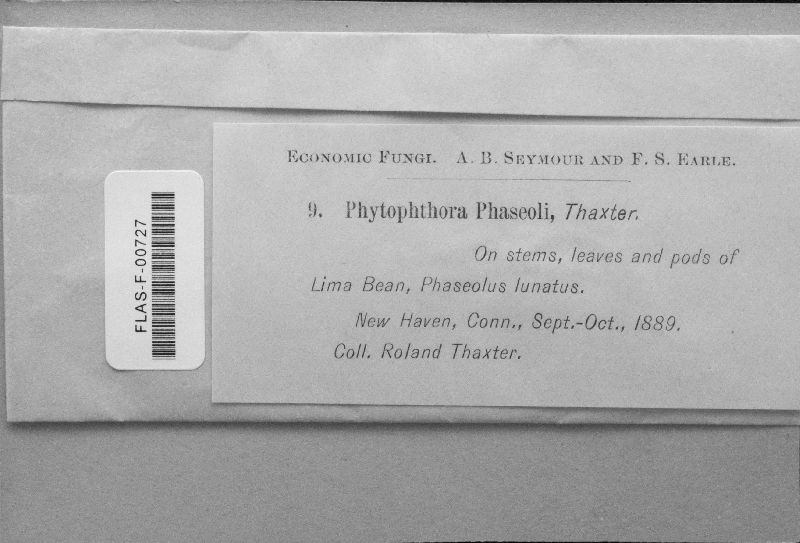 ECONOMIC FUNGI. A. B. SEYMOUR AND F. S. EARLE.
9. Phytophthora Phaseoli, Thaxter.
On stems, leaves and pods of
Lima Bean, Phaseolus lunatus.
New Haven, Conn., Sept.-Oct., 1889.
Coll. Roland Thaxter.
FLAS-F-00727